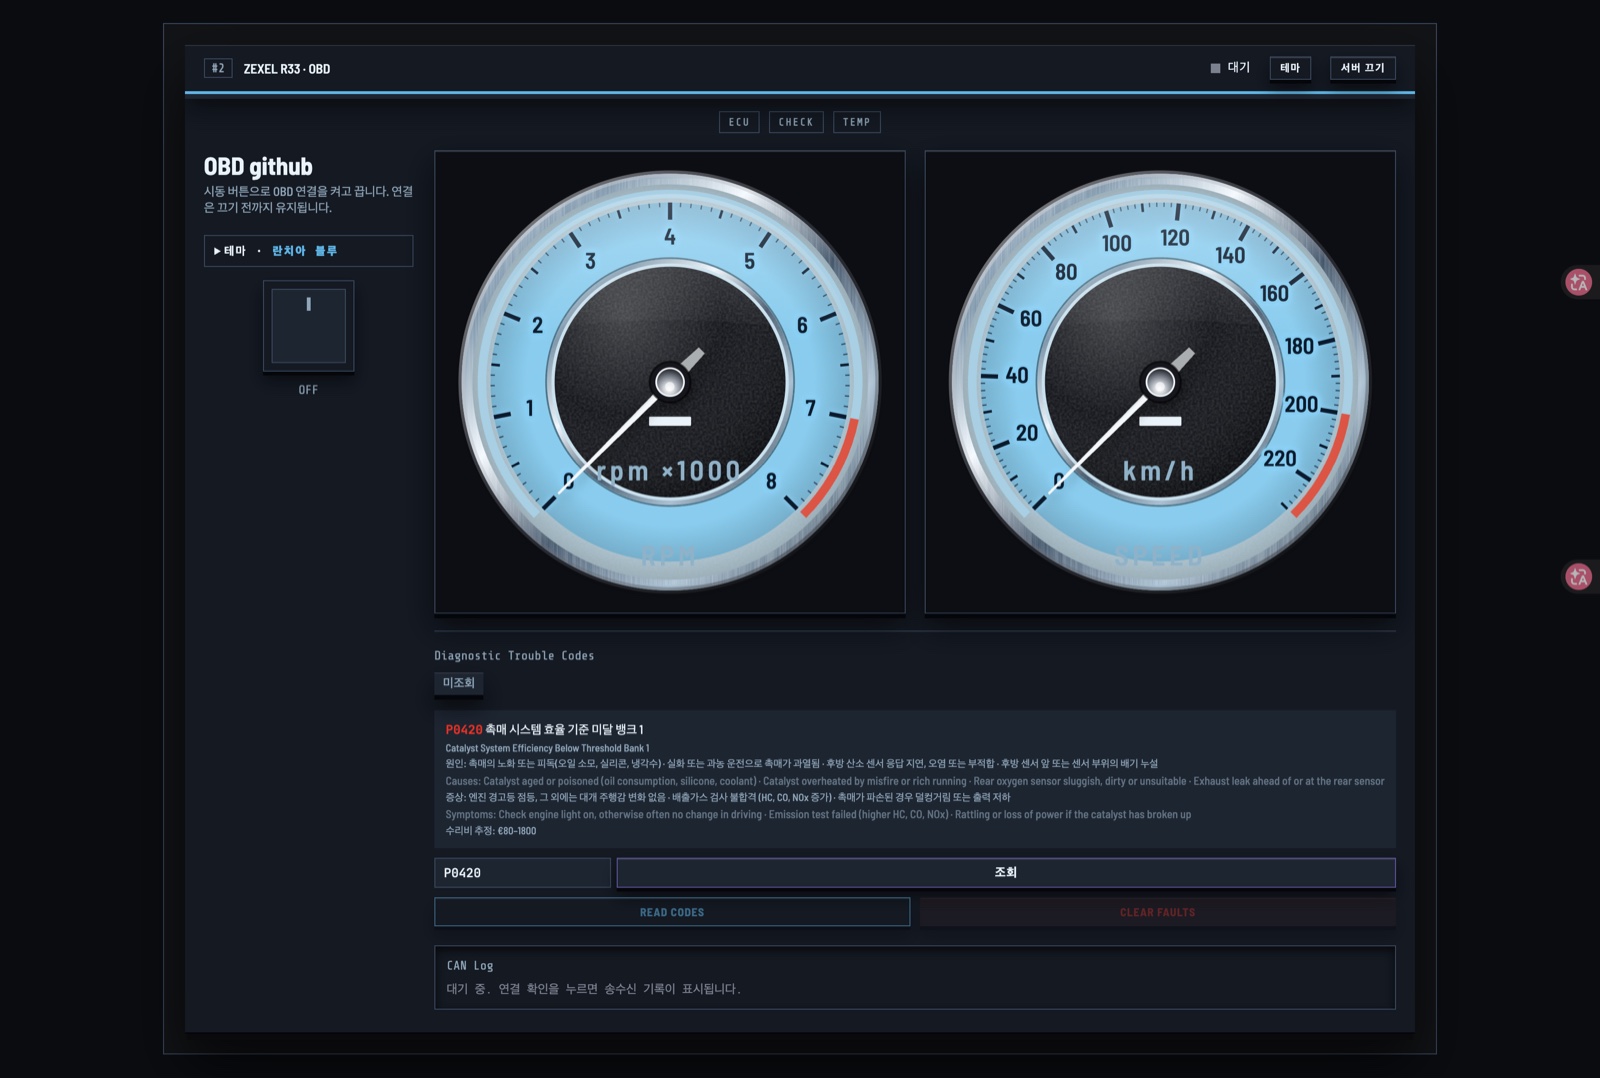 #2 ZEXEL R33 · OBD
■ 대기 테마 서버 끄기
ECU CHECK TEMP
OBD github
시동 버튼으로 OBD 연결을 켜고 끕니다. 연결
은 끄기 전까지 유지됩니다.
▶ 테마 · 란치아 블루
OFF
0 1 2 3 4 5 6 7 8
rpm ×1000
RPM
0 20 40 60 80 100 120 140 160 180 200 220
km/h
SPEED
Diagnostic Trouble Codes
미조회
P0420 촉매 시스템 효율 기준 미달 뱅크 1
Catalyst System Efficiency Below Threshold Bank 1
원인: 촉매의 노화 또는 피독(오일 소모, 실리콘, 냉각수) · 실화 또는 과농 운전으로 촉매가 과열됨 · 후방 산소 센서 응답 지연, 오염 또는 부적합 · 후방 센서 앞 또는 센서 부위의 배기 누설
Causes: Catalyst aged or poisoned (oil consumption, silicone, coolant) · Catalyst overheated by misfire or rich running · Rear oxygen sensor sluggish, dirty or unsuitable · Exhaust leak ahead of or at the rear sensor
증상: 엔진 경고등 점등, 그 외에는 대개 주행감 변화 없음 · 배출가스 검사 불합격 (HC, CO, NOx 증가) · 촉매가 파손된 경우 덜컹거림 또는 출력 저하
Symptoms: Check engine light on, otherwise often no change in driving · Emission test failed (higher HC, CO, NOx) · Rattling or loss of power if the catalyst has broken up
수리비 추정: €80–1800
P0420 조회
READ CODES CLEAR FAULTS
CAN Log
대기 중. 연결 확인을 누르면 송수신 기록이 표시됩니다.